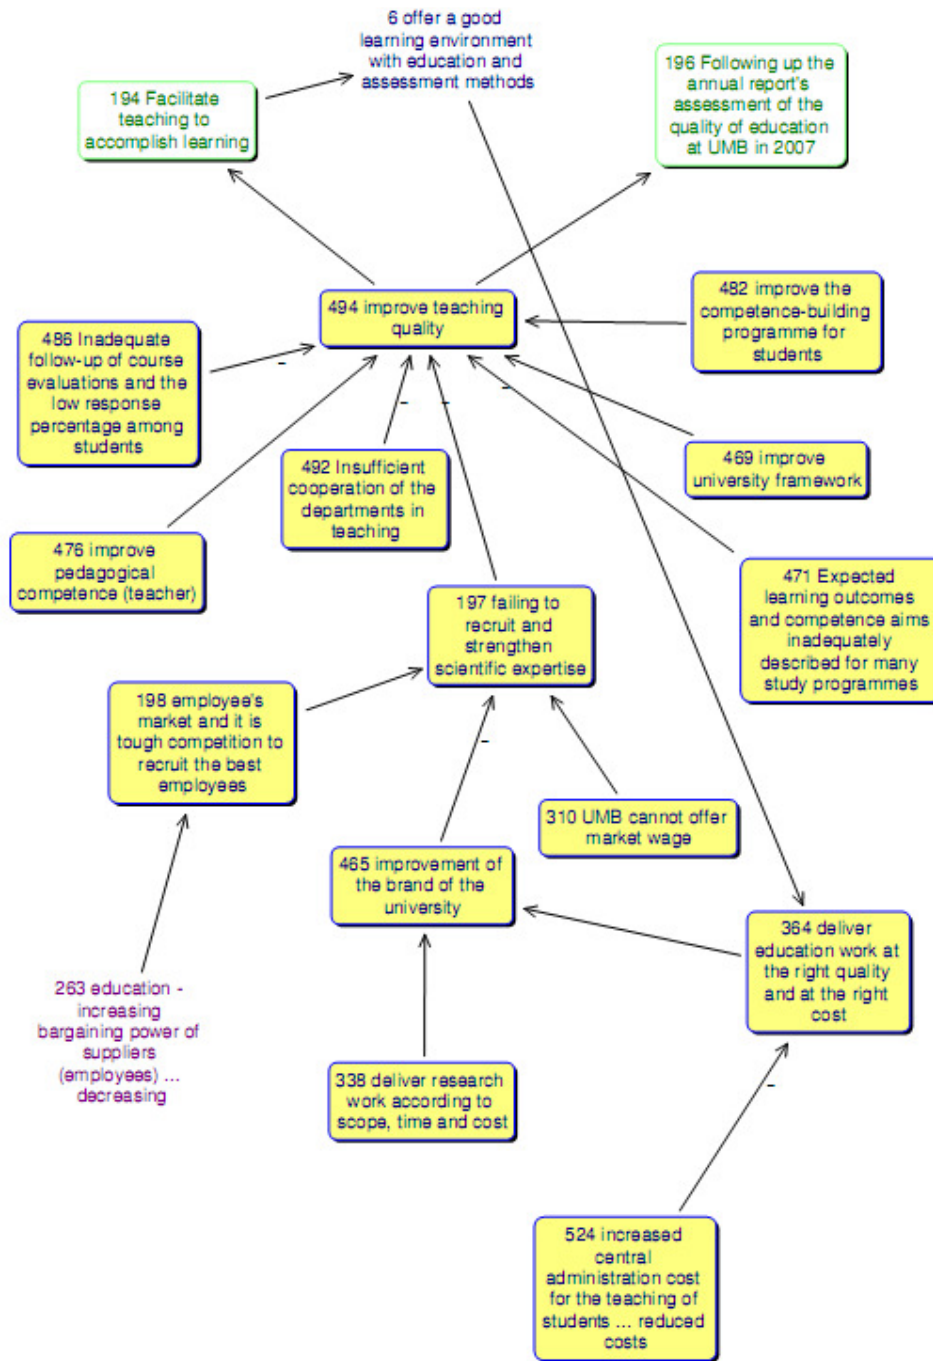 6 offer a good
learning environment
with education and
assessment methods
194 Facilitate
teaching to
accomplish learning
196 Following up the
annual report's
assessment of the
quality of education
at UMB in 2007
494 improve teaching
quality
482 improve the
competence-building
programme for
students
486 Inadequate
follow-up of course
evaluations and the
low response
percentage among
students
-
-
-
-
492 Insufficient
cooperation of the
departments in
teaching
469 improve
university framework
476 improve
pedagogical
competence (teacher)
197 failing to
recruit and
strengthen
scientific expertise
471 Expected
learning outcomes
and competence aims
inadequately
described for many
study programmes
198 employee's
market and it is
tough competition to
recruit the best
employees
-
310 UMB cannot offer
market wage
465 improvement of
the brand of the
university
364 deliver
education work at
the right quality
and at the right
cost
263 education -
increasing
bargaining power of
suppliers
(employees) ...
decreasing
338 deliver research
work according to
scope, time and cost
-
524 increased
central
administration cost
for the teaching of
students ... reduced
costs